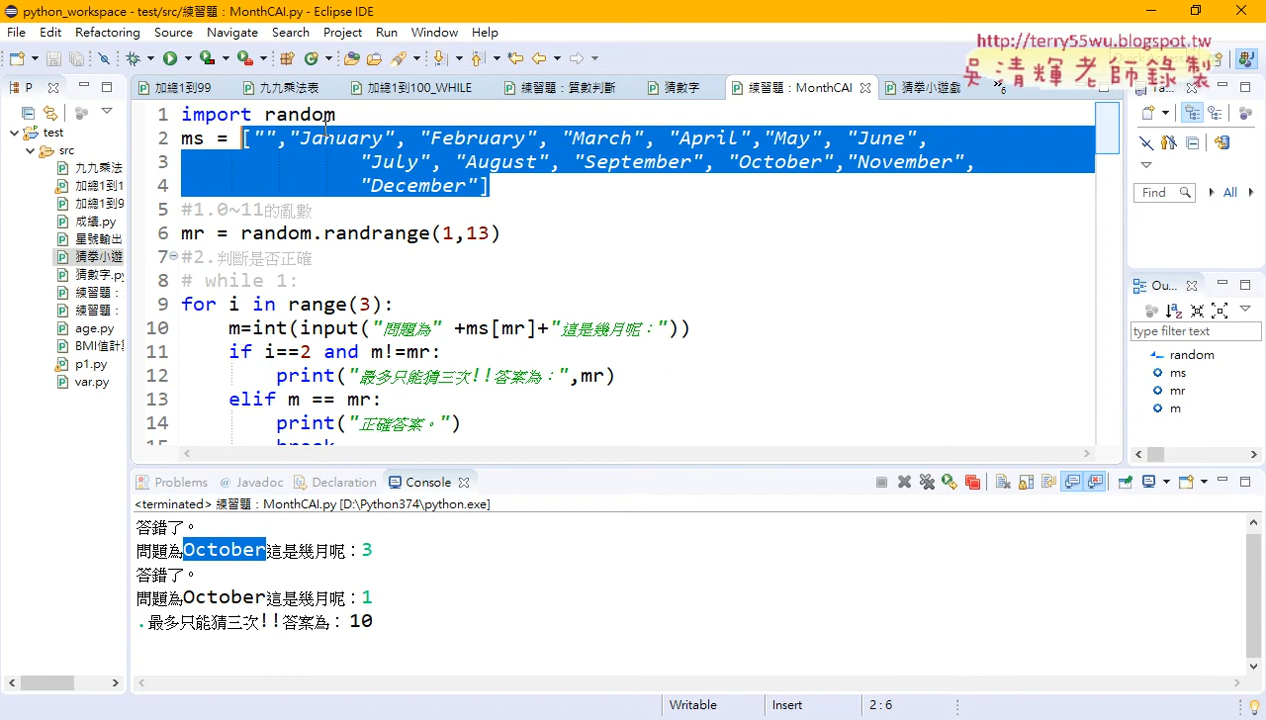 python_workspace - test/src/練習題：MonthCAI.py - Eclipse IDE
File Edit Refactoring Source Navigate Search Project Run Window Help
http://terry55wu.blogspot.tw
吳清輝老師錄製
P
加總1到99
九九乘法表
加總1到100_WHILE
練習題：質數判斷
猜數字
練習題：MonthCAI
猜拳小遊戲
test
src
九九乘法
加總1到1
加總1到9
成績.py
星號輸出
猜拳小遊
猜數字.py
練習題：
練習題：
age.py
BMI值計算
p1.py
var.py
1 import random
2 ms = ["","January", "February", "March", "April","May", "June",
3 "July", "August", "September", "October","November",
4 "December"]
5 #1.0~11的亂數
6 mr = random.randrange(1,13)
7 #2.判斷是否正確
8 # while 1:
9 for i in range(3):
10 m=int(input("問題為" +ms[mr]+"這是幾月呢："))
11 if i==2 and m!=mr:
12 print("最多只能猜三次!!答案為：",mr)
13 elif m == mr:
14 print("正確答案。")
15 break
Find
All
Ou...
type filter text
random
ms
mr
m
Problems @ Javadoc Declaration Console
<terminated> 練習題：MonthCAI.py [D:\Python374\python.exe]
答錯了。
問題為October這是幾月呢：3
答錯了。
問題為October這是幾月呢：1
最多只能猜三次!!答案為： 10
Writable Insert 2 : 6